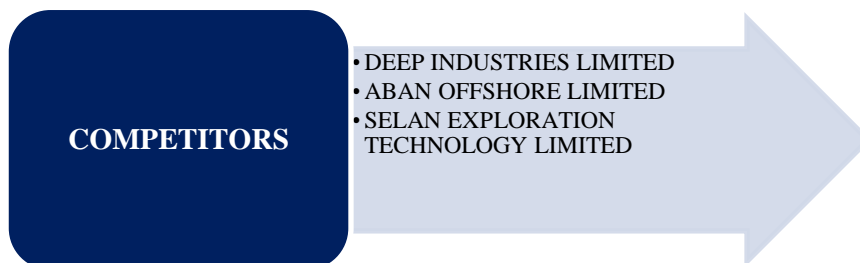 COMPETITORS
• DEEP INDUSTRIES LIMITED
• ABAN OFFSHORE LIMITED
• SELAN EXPLORATION
TECHNOLOGY LIMITED